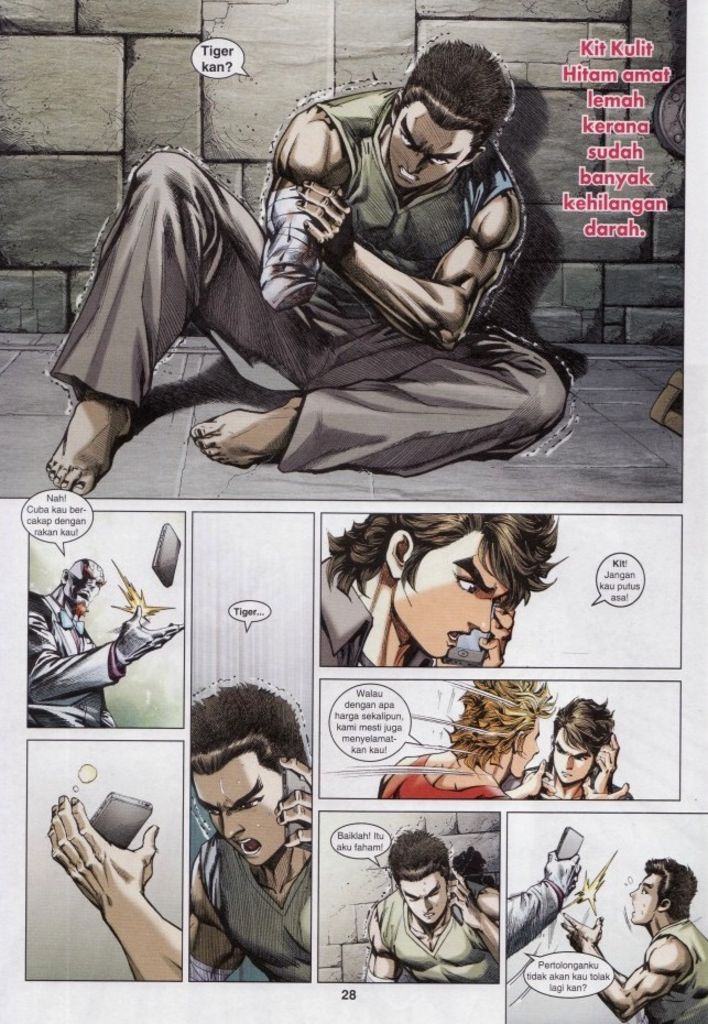 Tiger
kan?
Kit Kulit
Hitam amat
lemah
kerana
sudah
banyak
kehilangan
darah.
Nah!
Cuba kau ber-
cakap dengan
rakan kau!
Tiger...
Kit!
Jangan
kau putus
asa!
Walau
dengan apa
harga sekalipun,
kami mesti juga
menyelamat-
kan kau!
Baiklah! Itu
aku faham!
Pertolonganku
tidak akan kau tolak
lagi kan?
28